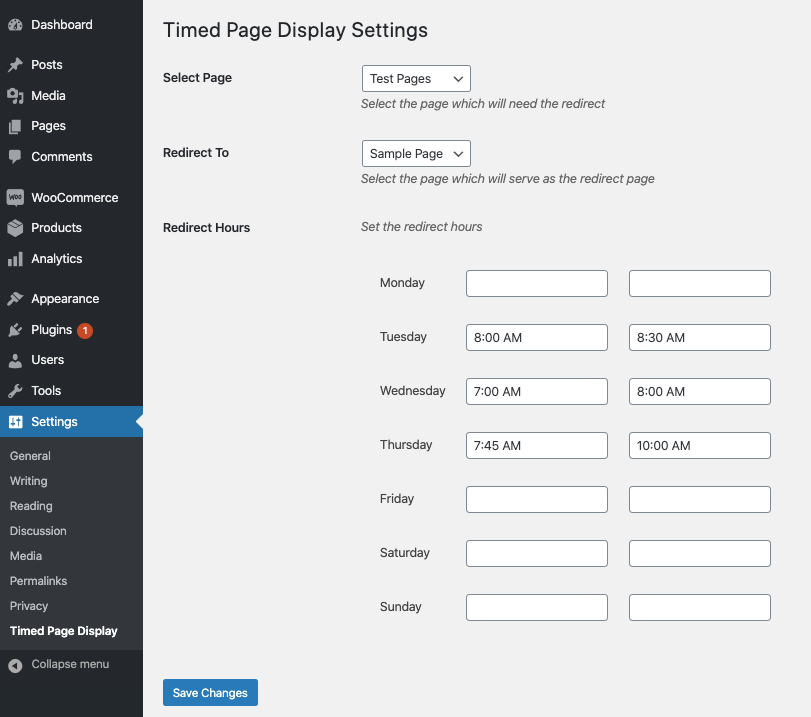 Dashboard
Posts
Media
Pages
Comments
WOO WooCommerce
Products
Analytics
Appearance
Plugins 1
Users
Tools
Settings
General
Writing
Reading
Discussion
Media
Permalinks
Privacy
Timed Page Display
Collapse menu
Timed Page Display Settings
Select Page
Test Pages
Select the page which will need the redirect
Redirect To
Sample Page
Select the page which will serve as the redirect page
Redirect Hours
Set the redirect hours
Monday
Tuesday 8:00 AM 8:30 AM
Wednesday 7:00 AM 8:00 AM
Thursday 7:45 AM 10:00 AM
Friday
Saturday
Sunday
Save Changes